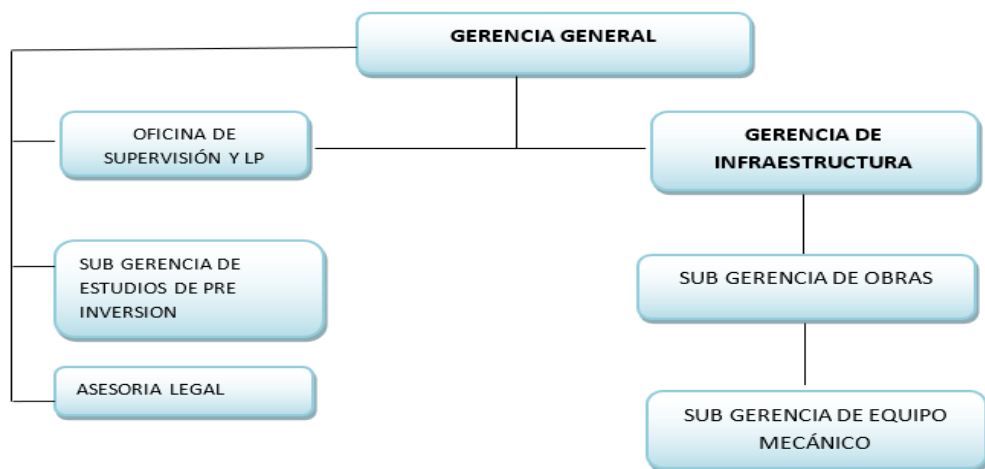 GERENCIA GENERAL
OFICINA DE
SUPERVISIÓN Y LP
GERENCIA DE
INFRAESTRUCTURA
SUB GERENCIA DE
ESTUDIOS DE PRE
INVERSION
SUB GERENCIA DE OBRAS
ASESORIA LEGAL
SUB GERENCIA DE EQUIPO
MECÁNICO